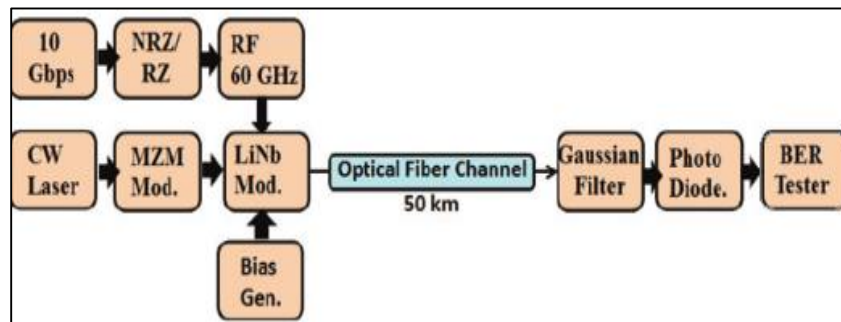 10
Gbps
NRZ/
RZ
RF
60 GHz
CW
Laser
MZM
Mod.
LiNb
Mod.
Optical Fiber Channel
50 km
Gaussian
Filter
Photo
Diode.
BER
Tester
Bias
Gen.